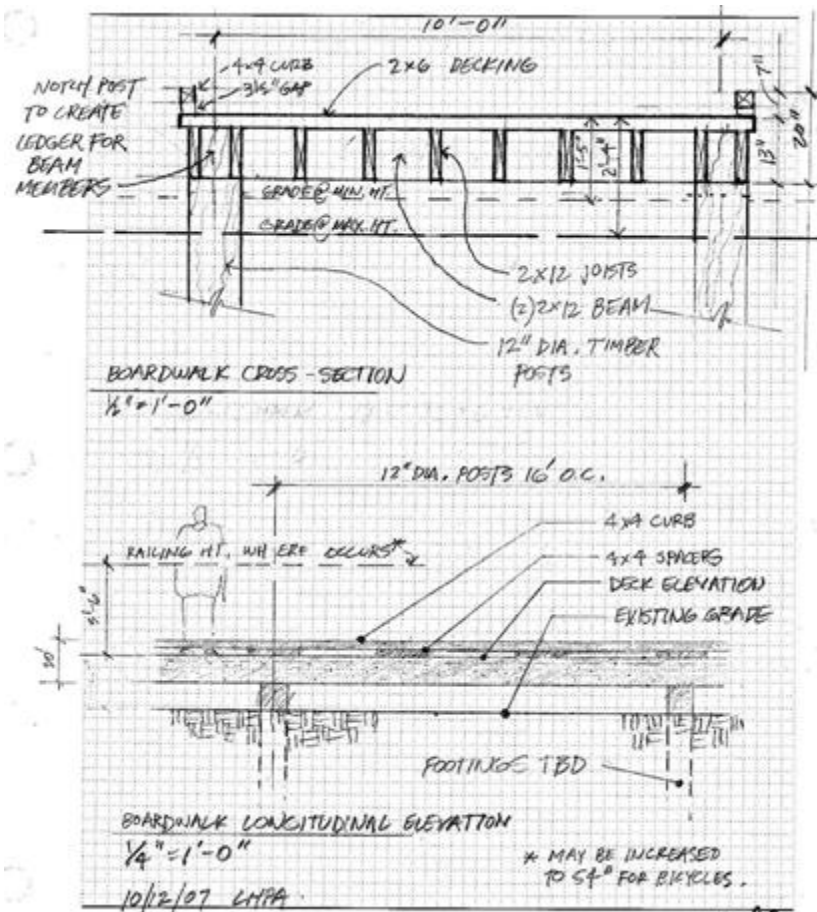 10'-0"
4x4 CURB
3½" GAP
2x6 DECKING
NOTCH POST
TO CREATE
LEDGER FOR
BEAM
MEMBERS
7"
20"
13"
1'-5"
2'-4"
GRADE @ MIN. HT.
GRADE @ MAX. HT.
2x12 JOISTS
(2) 2x12 BEAM
12" DIA. TIMBER
POSTS
BOARDWALK CROSS-SECTION
½" = 1'-0"
12" DIA. POSTS 16' O.C.
4x4 CURB
RAILING HT. WHERE OCCURS*
4x4 SPACERS
DECK ELEVATION
EXISTING GRADE
3'-6"
20"
FOOTINGS TBD
BOARDWALK LONGITUDINAL ELEVATION
¼" = 1'-0"
* MAY BE INCREASED
TO 54" FOR BICYCLES.
10/12/07 LHPA